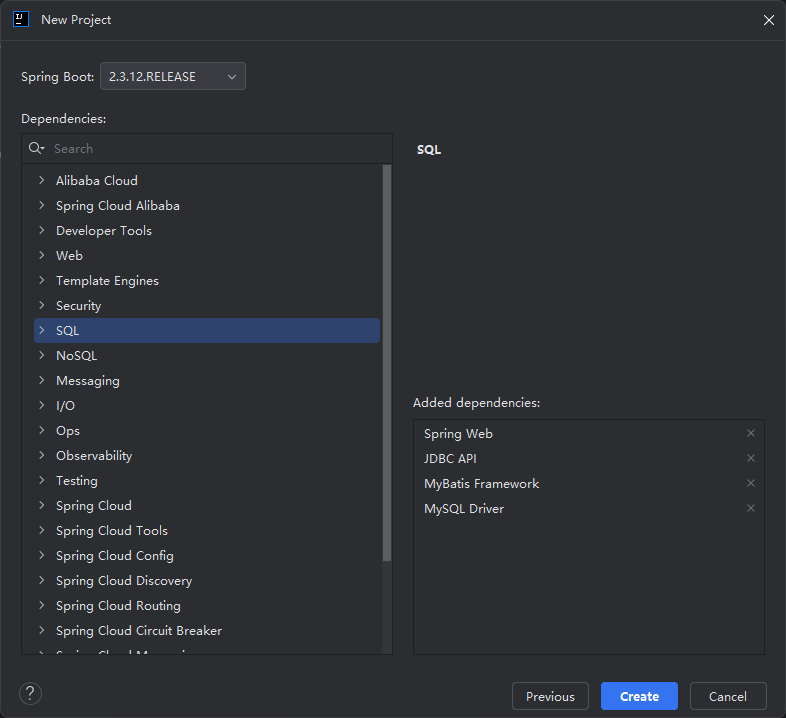 New Project
Spring Boot: 2.3.12.RELEASE
Dependencies:
Search
Alibaba Cloud
Spring Cloud Alibaba
Developer Tools
Web
Template Engines
Security
SQL
NoSQL
Messaging
I/O
Ops
Observability
Testing
Spring Cloud
Spring Cloud Tools
Spring Cloud Config
Spring Cloud Discovery
Spring Cloud Routing
Spring Cloud Circuit Breaker
SQL
Added dependencies:
Spring Web
JDBC API
MyBatis Framework
MySQL Driver
? Previous Create Cancel